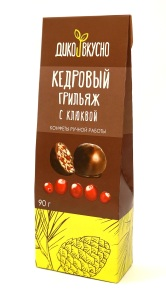 ДИКО ВКУСНО
КЕДРОВЫЙ
ГРИЛЬЯЖ
С КЛЮКВОЙ
КОНФЕТЫ РУЧНОЙ РАБОТЫ
90 г